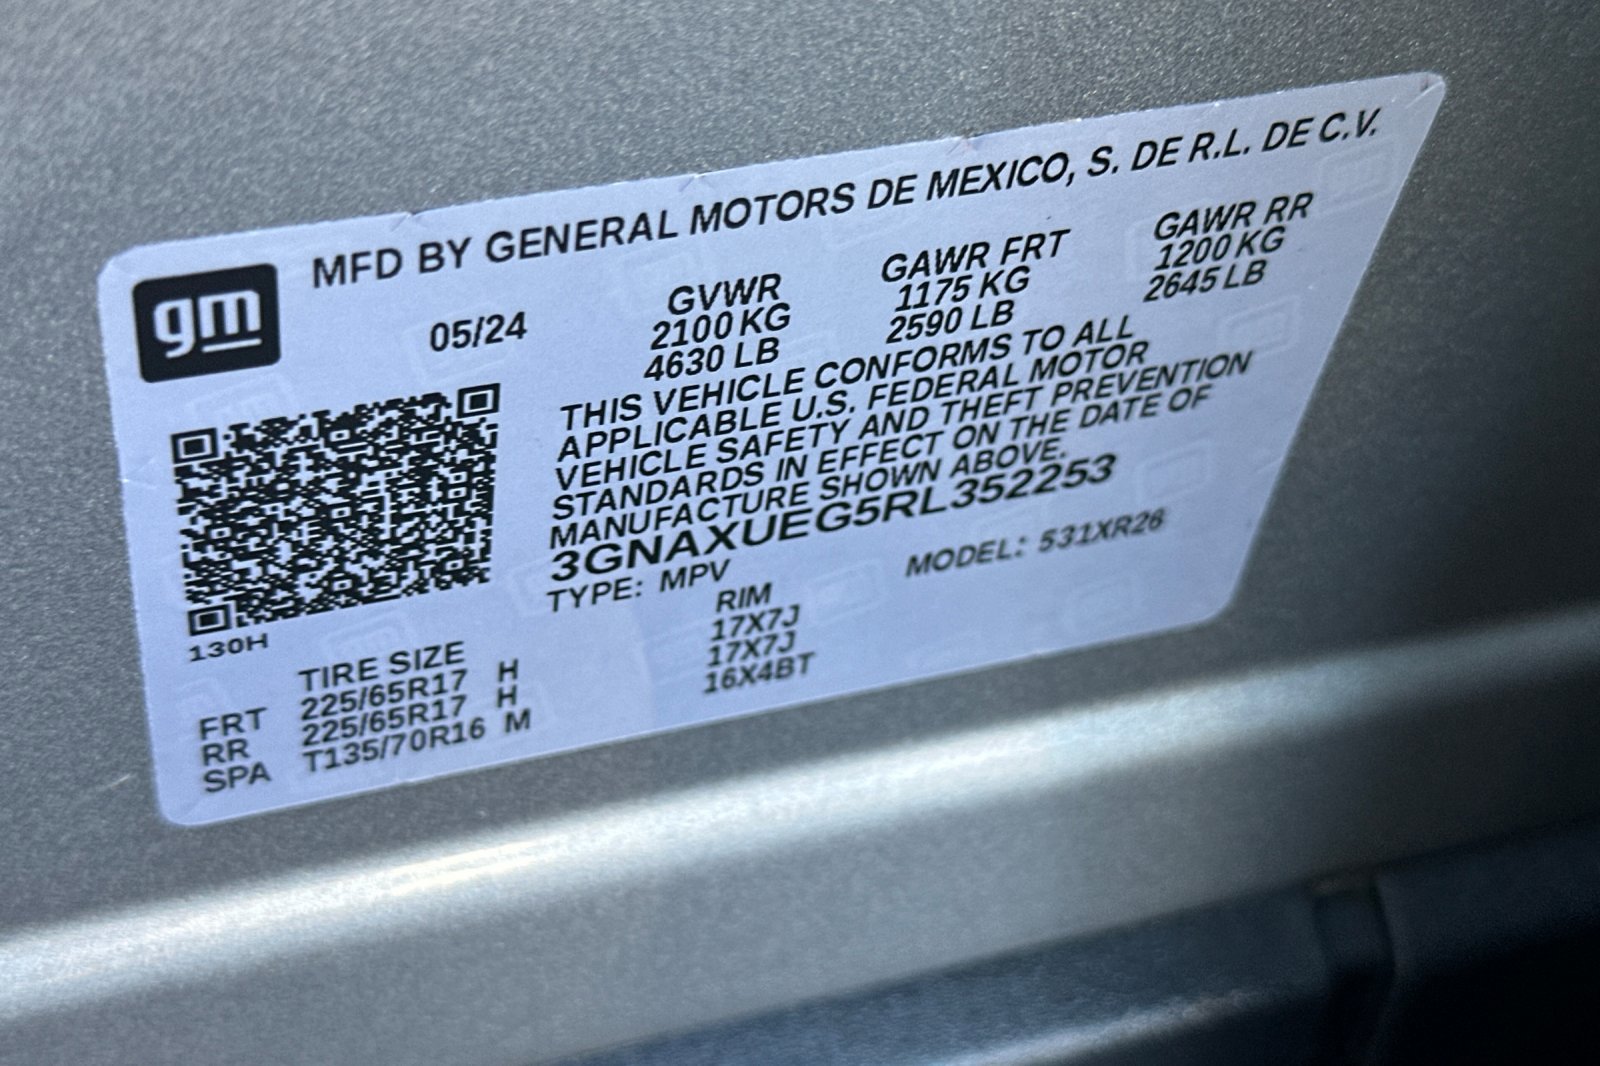 gm
MFD BY GENERAL MOTORS DE MEXICO, S. DE R.L. DE C.V.
05/24
GVWR
2100 KG
4630 LB
GAWR FRT
1175 KG
2590 LB
GAWR RR
1200 KG
2645 LB
THIS VEHICLE CONFORMS TO ALL
APPLICABLE U.S. FEDERAL MOTOR
VEHICLE SAFETY AND THEFT PREVENTION
STANDARDS IN EFFECT ON THE DATE OF
MANUFACTURE SHOWN ABOVE.
3GNAXUEG5RL352253
TYPE: MPV
MODEL: 531XR26
130H
TIRE SIZE
RIM
FRT 225/65R17 H 17X7J
RR 225/65R17 H 17X7J
SPA T135/70R16 M 16X4BT